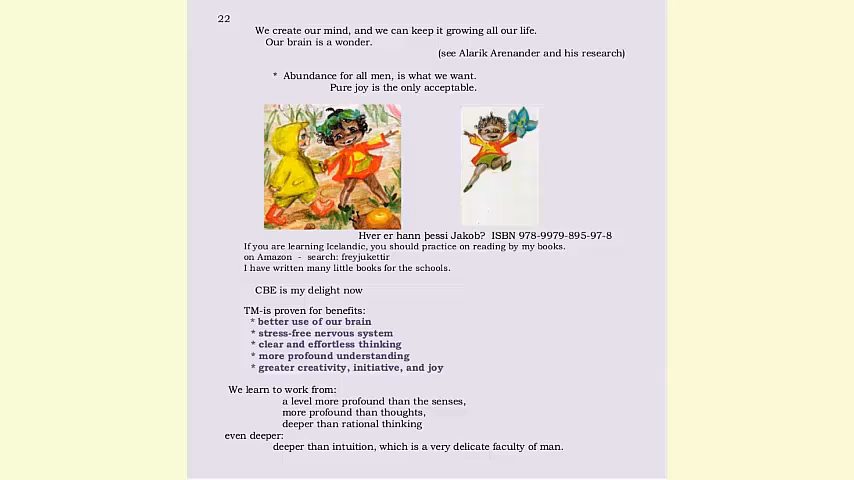 22
We create our mind, and we can keep it growing all our life.
Our brain is a wonder.
(see Alarik Arenander and his research)
* Abundance for all men, is what we want.
Pure joy is the only acceptable.
Hver er hann þessi Jakob? ISBN 978-9979-895-97-8
If you are learning Icelandic, you should practice on reading by my books.
on Amazon - search: freyjukettir
I have written many little books for the schools.
CBE is my delight now
TM-is proven for benefits:
* better use of our brain
* stress-free nervous system
* clear and effortless thinking
* more profound understanding
* greater creativity, initiative, and joy
We learn to work from:
a level more profound than the senses,
more profound than thoughts,
deeper than rational thinking
even deeper:
deeper than intuition, which is a very delicate faculty of man.